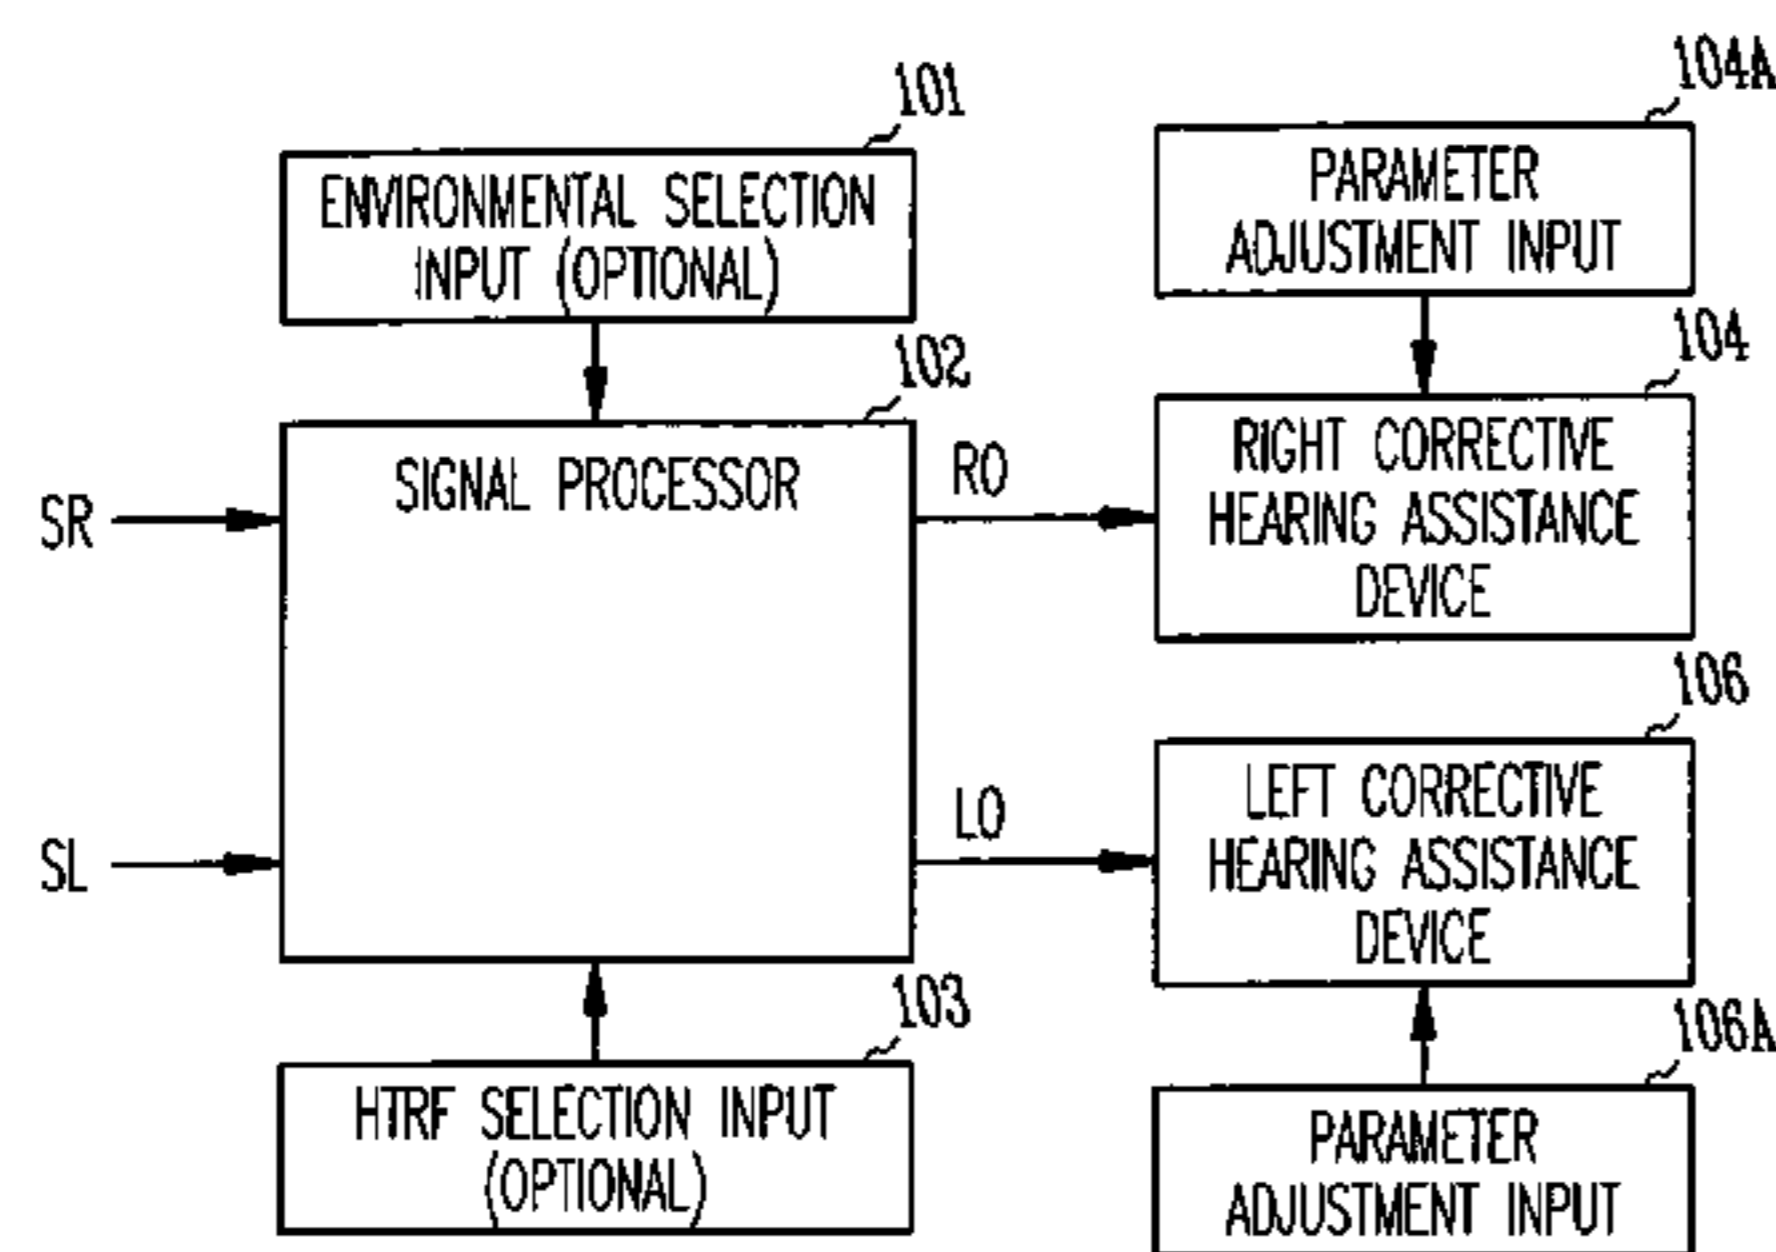 101
ENVIRONMENTAL SELECTION
INPUT (OPTIONAL)
104A
PARAMETER
ADJUSTMENT INPUT
102
SIGNAL PROCESSOR
SR
SL
RO
LO
104
RIGHT CORRECTIVE
HEARING ASSISTANCE
DEVICE
106
LEFT CORRECTIVE
HEARING ASSISTANCE
DEVICE
103
HTRF SELECTION INPUT
(OPTIONAL)
106A
PARAMETER
ADJUSTMENT INPUT